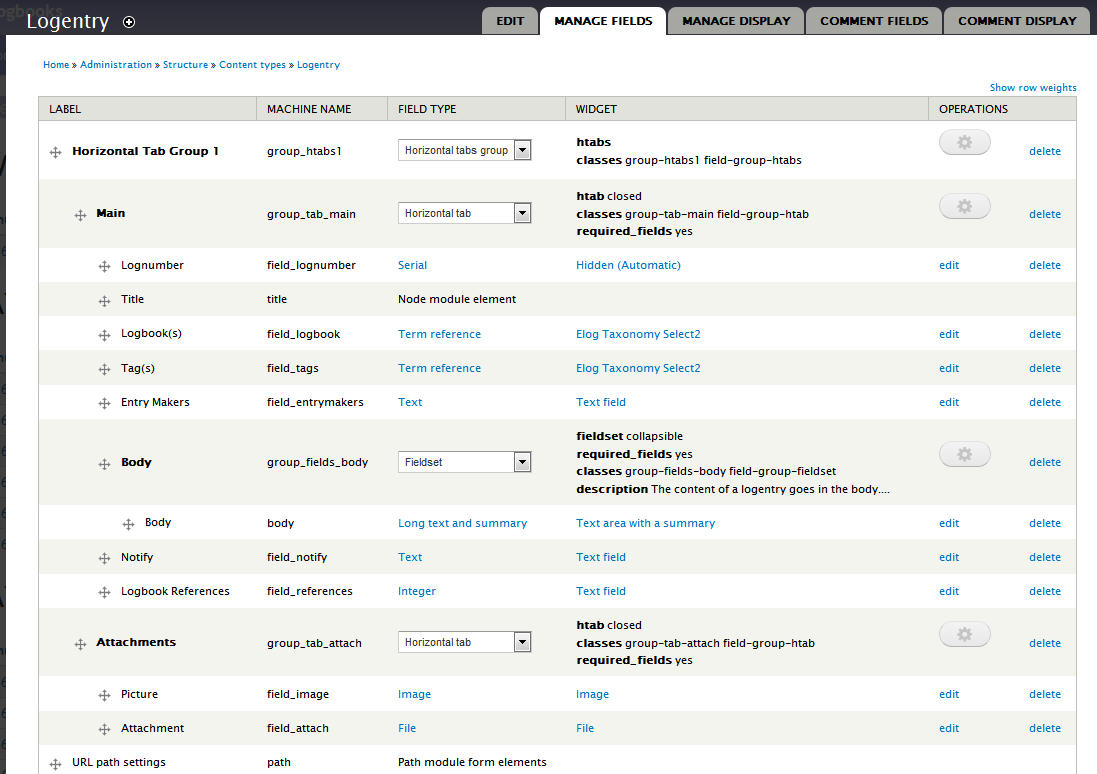 Logentry
EDIT
MANAGE FIELDS
MANAGE DISPLAY
COMMENT FIELDS
COMMENT DISPLAY
Home » Administration » Structure » Content types » Logentry
Show row weights
LABEL MACHINE NAME FIELD TYPE WIDGET OPERATIONS
Horizontal Tab Group 1 group_htabs1 Horizontal tabs group
htabs
classes group-htabs1 field-group-htabs
delete
Main group_tab_main Horizontal tab
htab closed
classes group-tab-main field-group-htab
required_fields yes
delete
Lognumber field_lognumber Serial Hidden (Automatic) edit delete
Title title Node module element
Logbook(s) field_logbook Term reference Elog Taxonomy Select2 edit delete
Tag(s) field_tags Term reference Elog Taxonomy Select2 edit delete
Entry Makers field_entrymakers Text Text field edit delete
Body group_fields_body Fieldset
fieldset collapsible
required_fields yes
classes group-fields-body field-group-fieldset
description The content of a logentry goes in the body....
delete
Body body Long text and summary Text area with a summary edit delete
Notify field_notify Text Text field edit delete
Logbook References field_references Integer Text field edit delete
Attachments group_tab_attach Horizontal tab
htab closed
classes group-tab-attach field-group-htab
required_fields yes
delete
Picture field_image Image Image edit delete
Attachment field_attach File File edit delete
URL path settings path Path module form elements